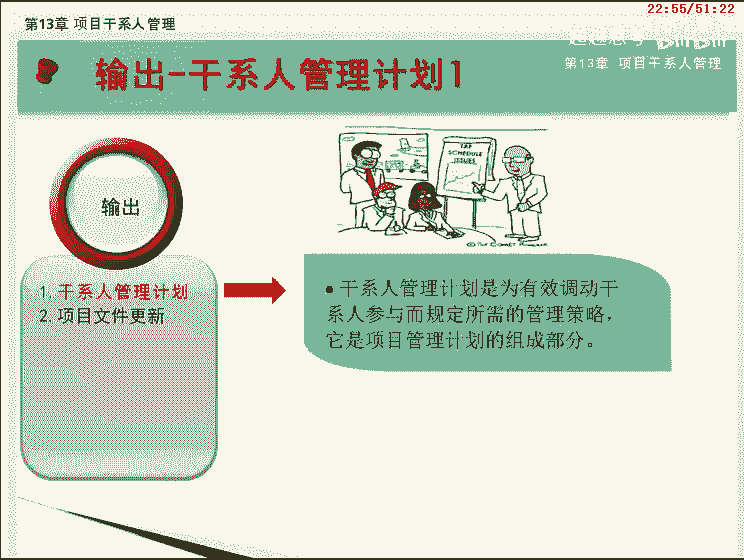 22:55/51:22
第13章 项目干系人管理
第13章 项目干系人管理
输出-干系人管理计划1
THE
SCHEDULE
ISSUES
输出
1. 干系人管理计划
2. 项目文件更新
● 干系人管理计划是为有效调动干
系人参与而规定所需的管理策略，
它是项目管理计划的组成部分。